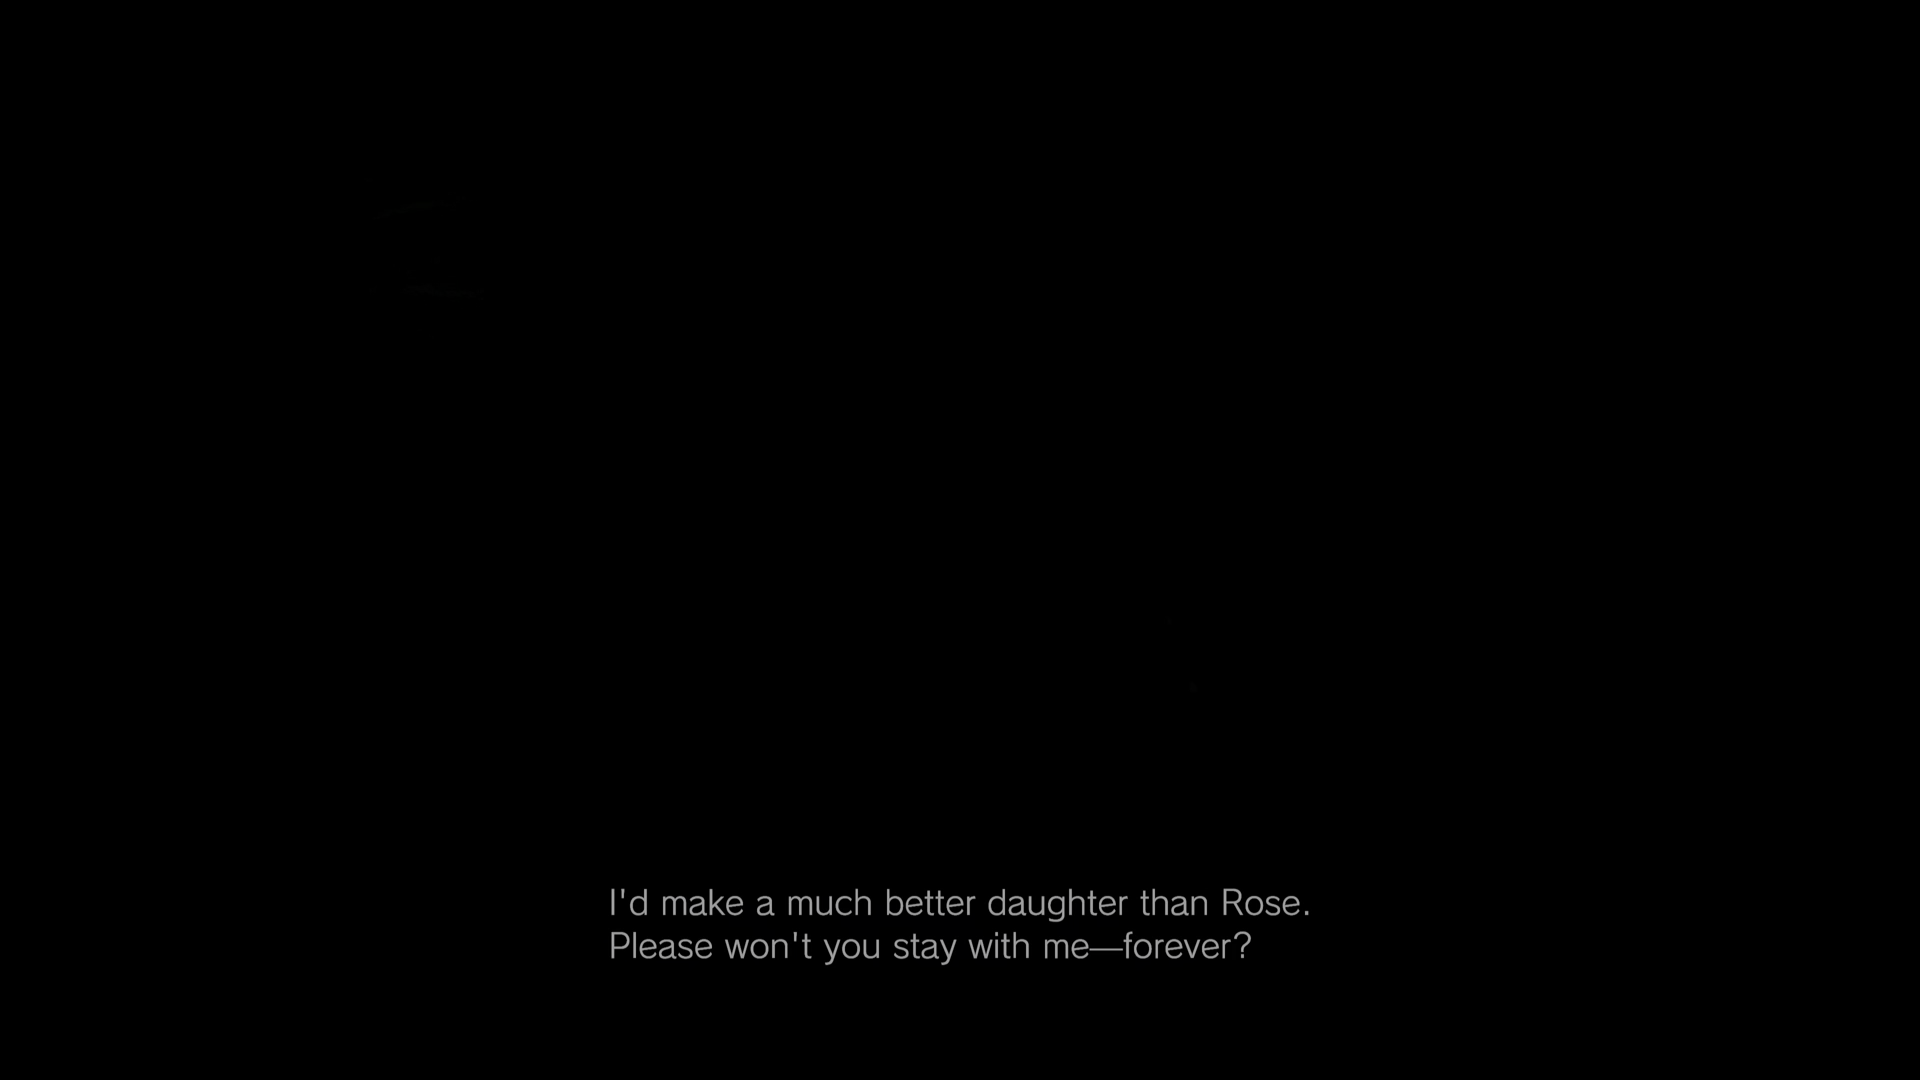 I'd make a much better daughter than Rose.
Please won't you stay with me—forever?